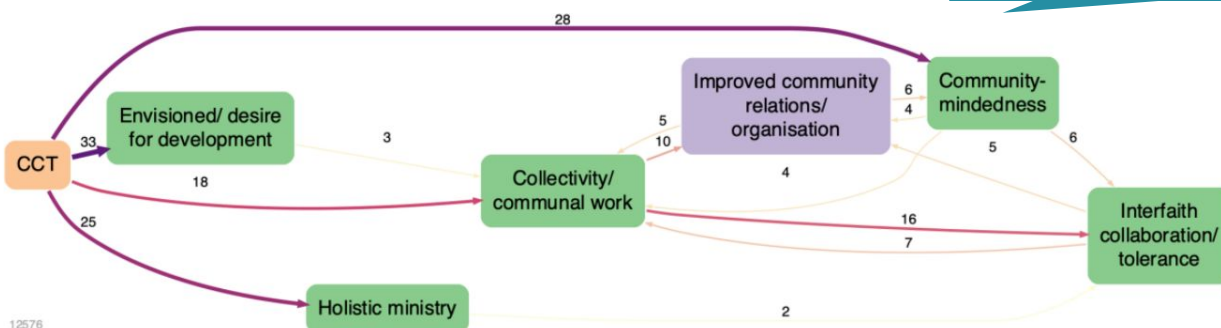 28
Improved community
relations/
organisation
6
4
Community-
mindedness
Envisioned/ desire
for development
33
CCT
3
5
10
6
5
4
18
Collectivity/
communal work
16
7
Interfaith
collaboration/
tolerance
25
Holistic ministry
2
12576